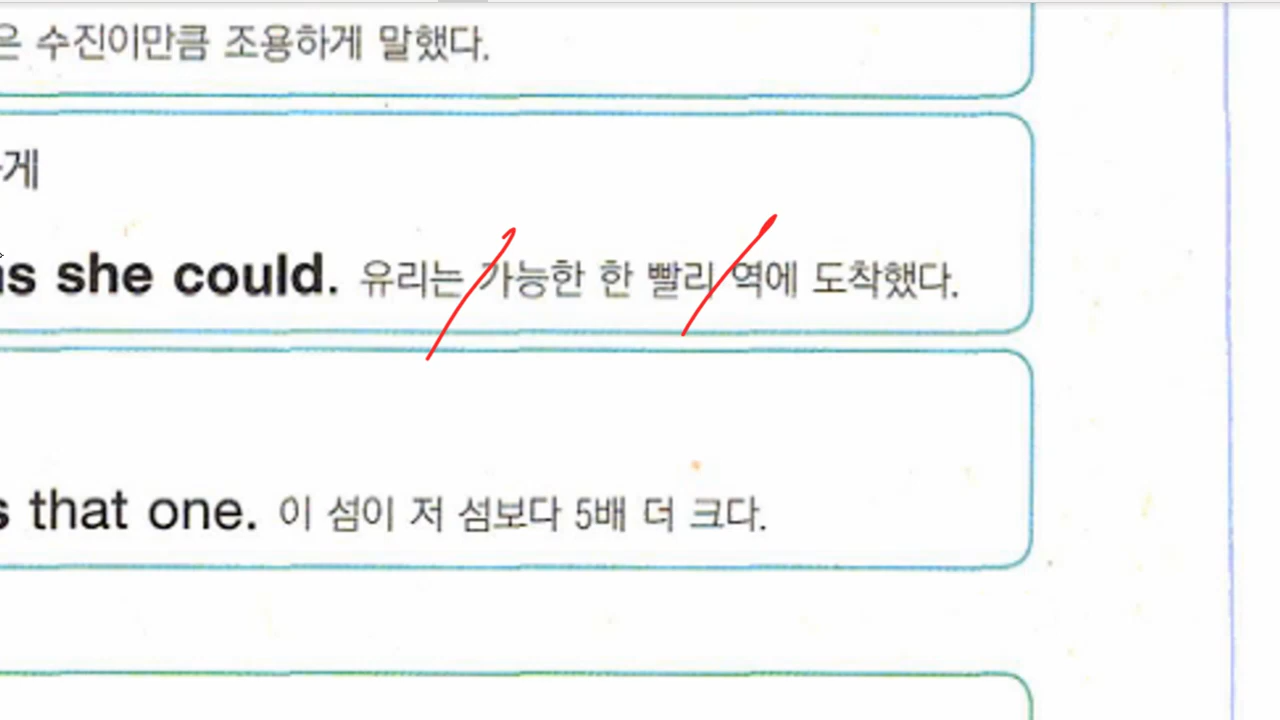 은 수진이만큼 조용하게 말했다.
하게
as she could. 유리는 가능한 한 빨리 역에 도착했다.
s that one. 이 섬이 저 섬보다 5배 더 크다.